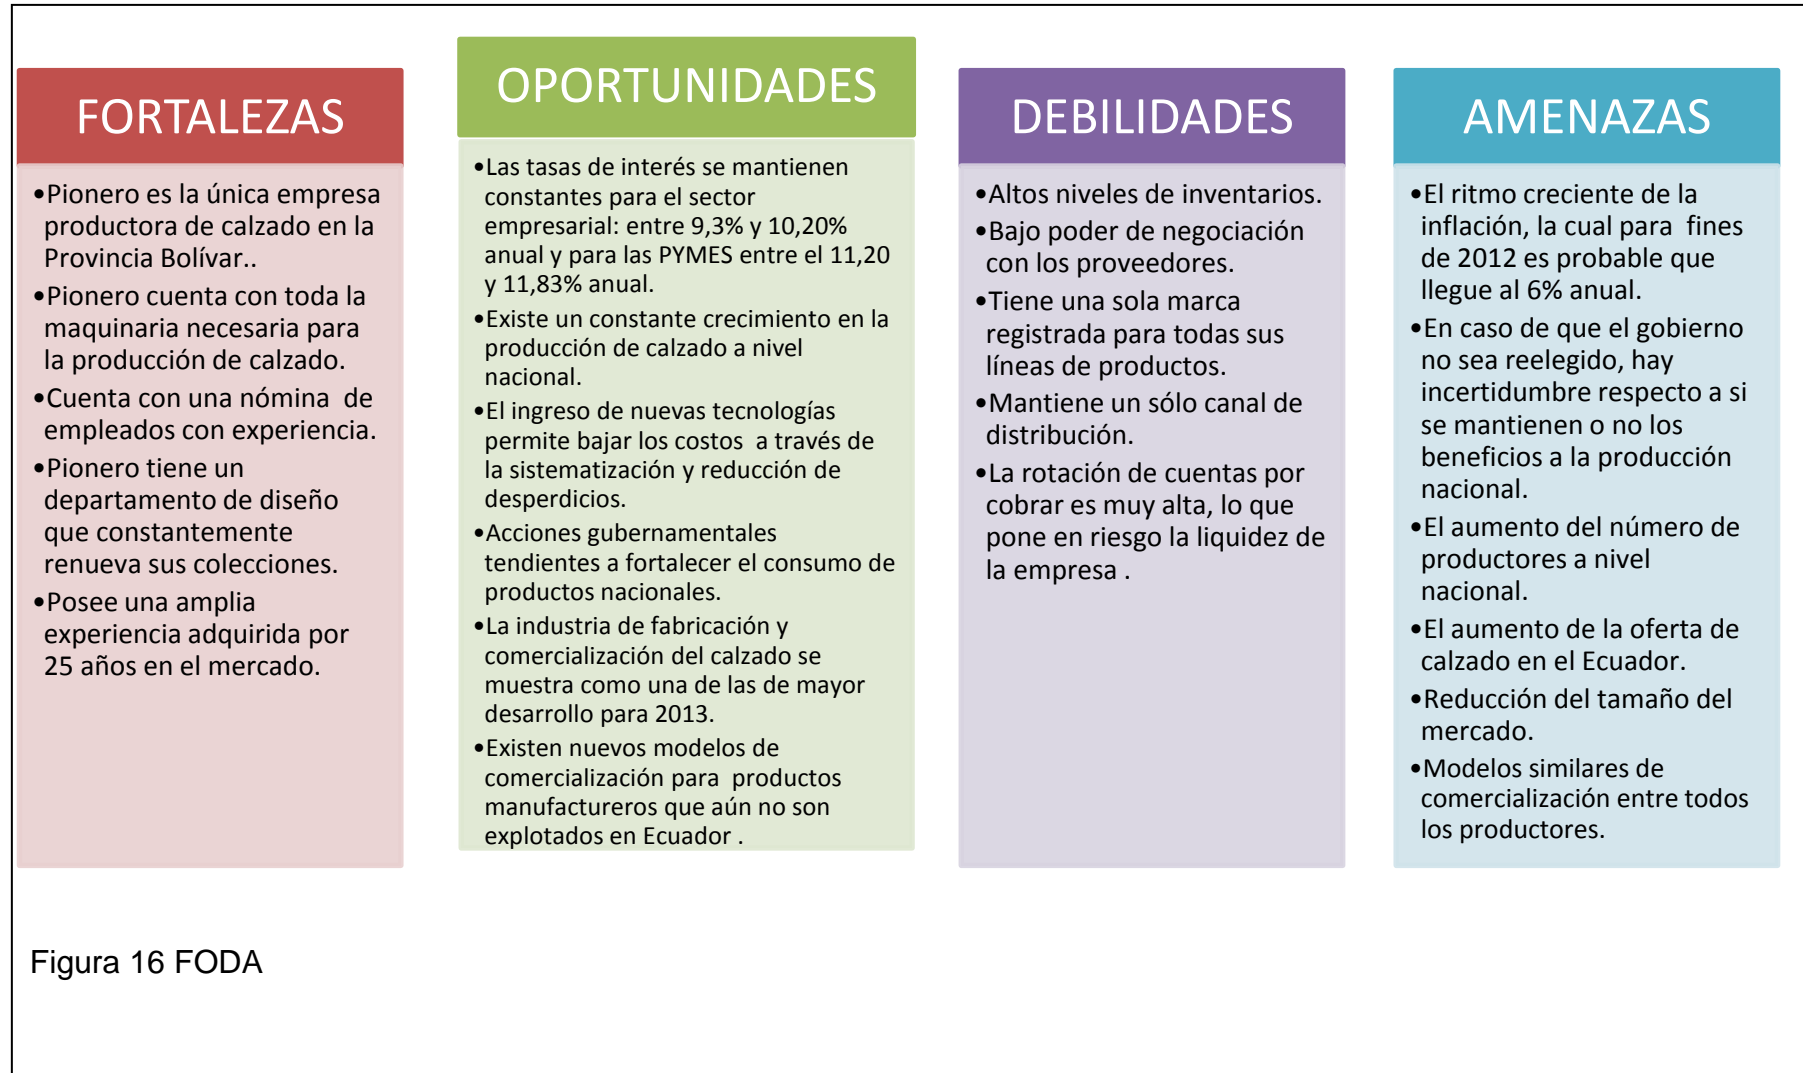 FORTALEZAS
•Pionero es la única empresa
productora de calzado en la
Provincia Bolívar..
•Pionero cuenta con toda la
maquinaria necesaria para
la producción de calzado.
•Cuenta con una nómina  de
empleados con experiencia.
•Pionero tiene un
departamento de diseño
que constantemente
renueva sus colecciones.
•Posee una amplia
experiencia adquirida por
25 años en el mercado.
OPORTUNIDADES
•Las tasas de interés se mantienen
constantes para el sector
empresarial: entre 9,3% y 10,20%
anual y para las PYMES entre el 11,20
y 11,83% anual.
•Existe un constante crecimiento en la
producción de calzado a nivel
nacional.
•El ingreso de nuevas tecnologías
permite bajar los costos  a través de
la sistematización y reducción de
desperdicios.
•Acciones gubernamentales
tendientes a fortalecer el consumo de
productos nacionales.
•La industria de fabricación y
comercialización del calzado se
muestra como una de las de mayor
desarrollo para 2013.
•Existen nuevos modelos de
comercialización para  productos
manufactureros que aún no son
explotados en Ecuador .
DEBILIDADES
•Altos niveles de inventarios.
•Bajo poder de negociación
con los proveedores.
•Tiene una sola marca
registrada para todas sus
líneas de productos.
•Mantiene un sólo canal de
distribución.
•La rotación de cuentas por
cobrar es muy alta, lo que
pone en riesgo la liquidez de
la empresa .
AMENAZAS
•El ritmo creciente de la
inflación, la cual para  fines
de 2012 es probable que
llegue al 6% anual.
•En caso de que el gobierno
no sea reelegido, hay
incertidumbre respecto a si
se mantienen o no los
beneficios a la producción
nacional.
•El aumento del número de
productores a nivel
nacional.
•El aumento de la oferta de
calzado en el Ecuador.
•Reducción del tamaño del
mercado.
•Modelos similares de
comercialización entre todos
los productores.
Figura 16 FODA